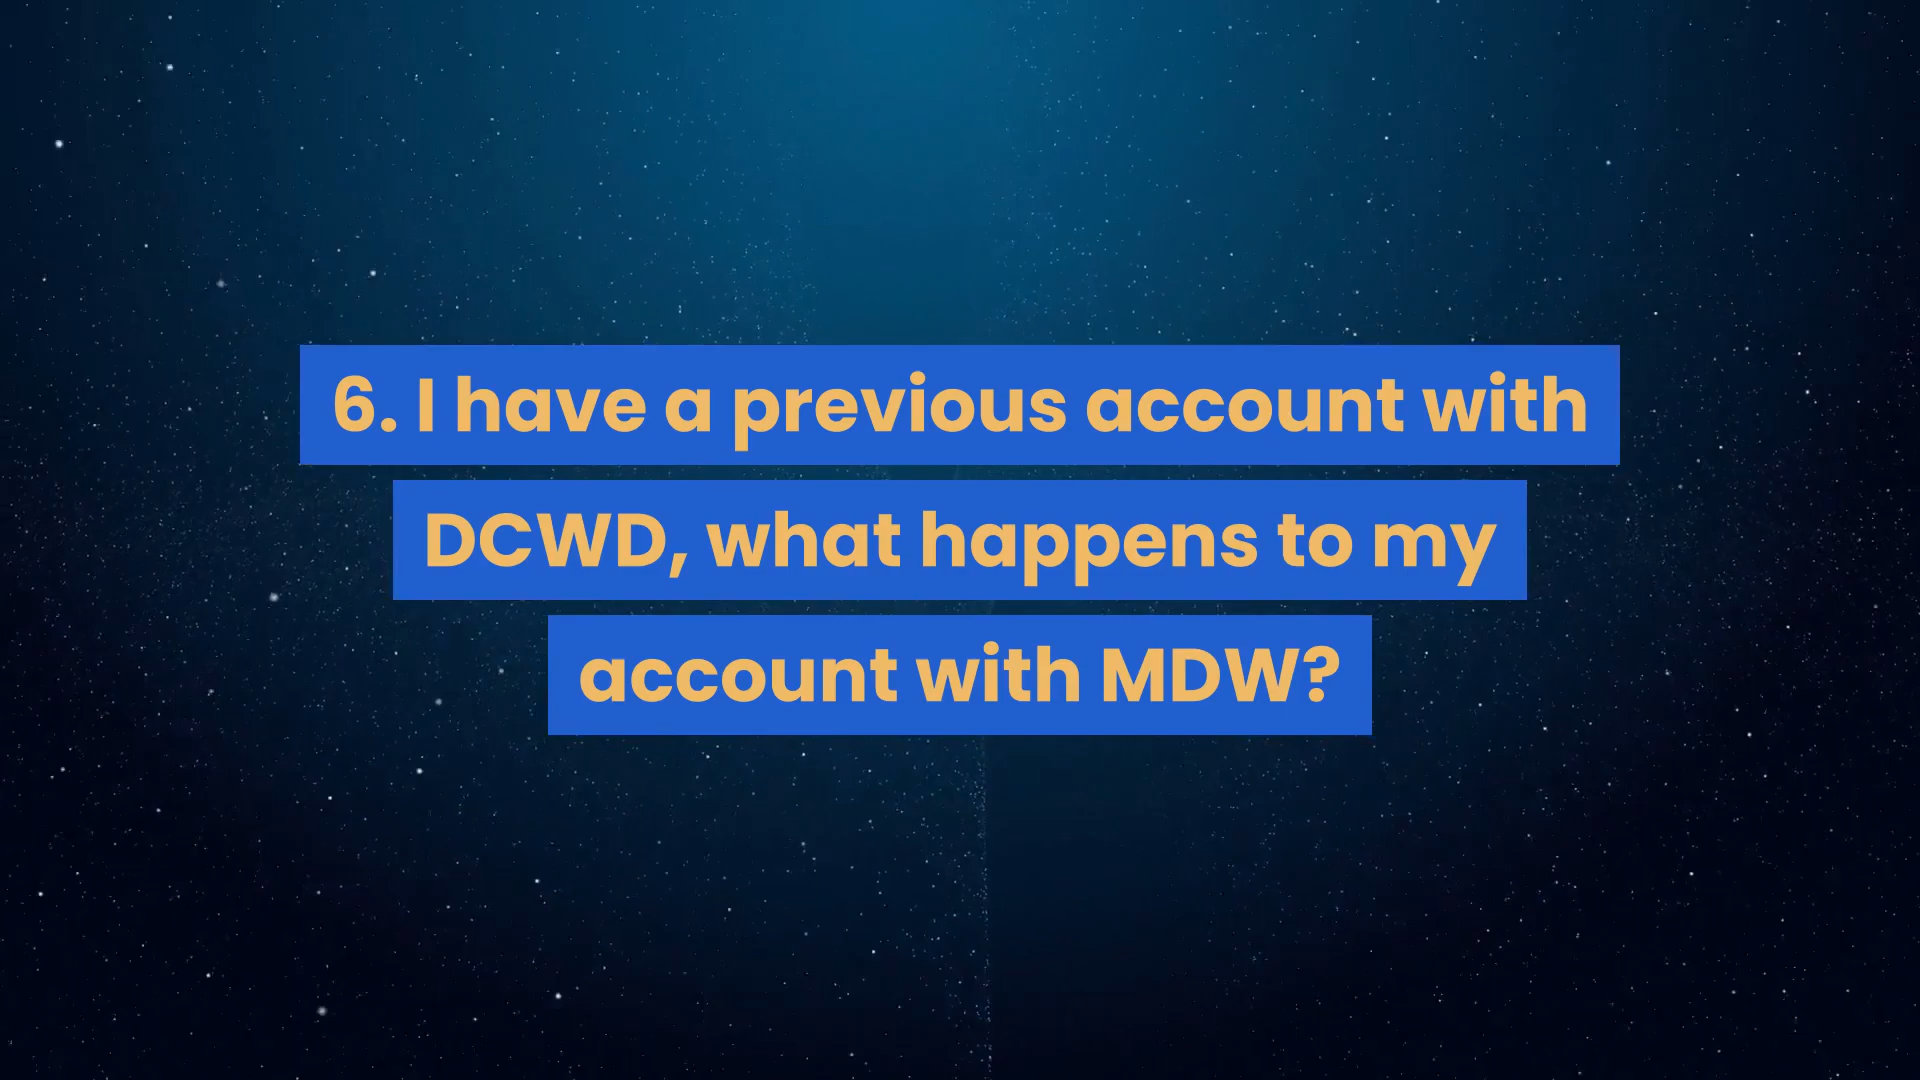 6. I have a previous account with
DCWD, what happens to my
account with MDW?